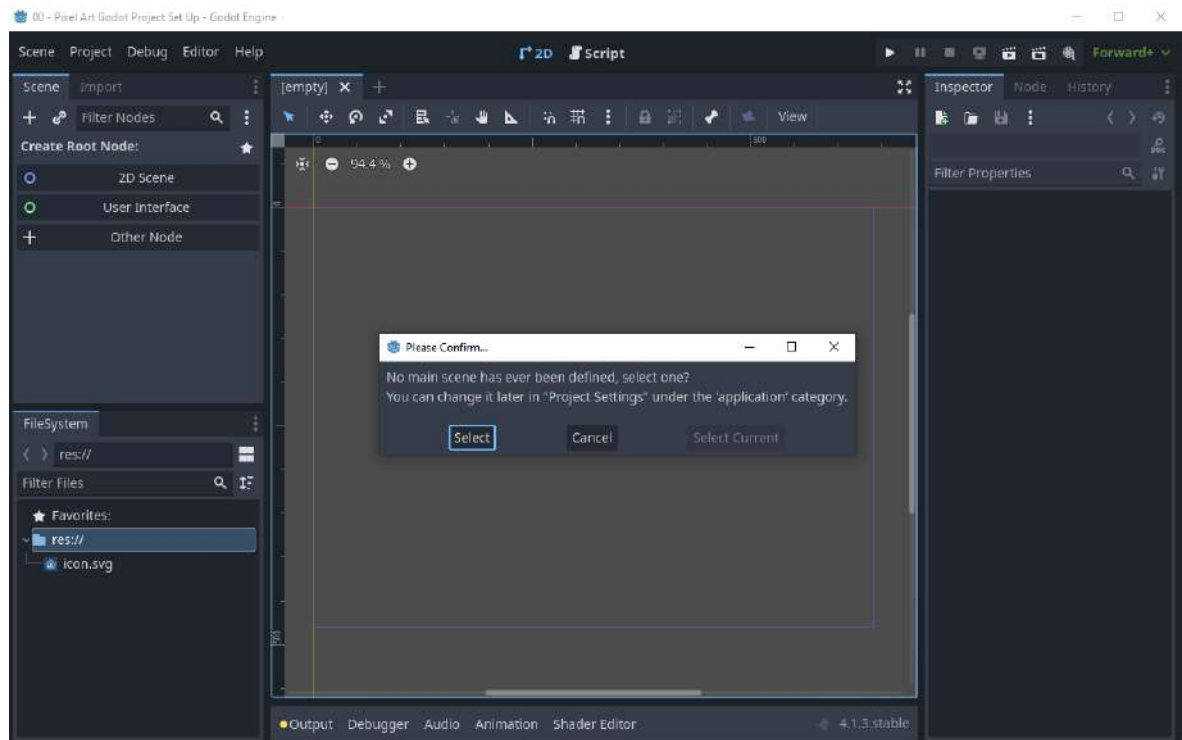 00 - Pixel Art Godot Project Set Up - Godot Engine
Scene Project Debug Editor Help
2D Script
Forward+
Scene Import
[empty]
Inspector Node History
Filter Nodes
View
Create Root Node:
94.4 %
2D Scene
Filter Properties
User Interface
Other Node
Please Confirm...
No main scene has ever been defined, select one?
You can change it later in "Project Settings" under the 'application' category.
Select Cancel Select Current
FileSystem
res://
Filter Files
Favorites:
res://
icon.svg
Output Debugger Audio Animation Shader Editor
4.1.3.stable